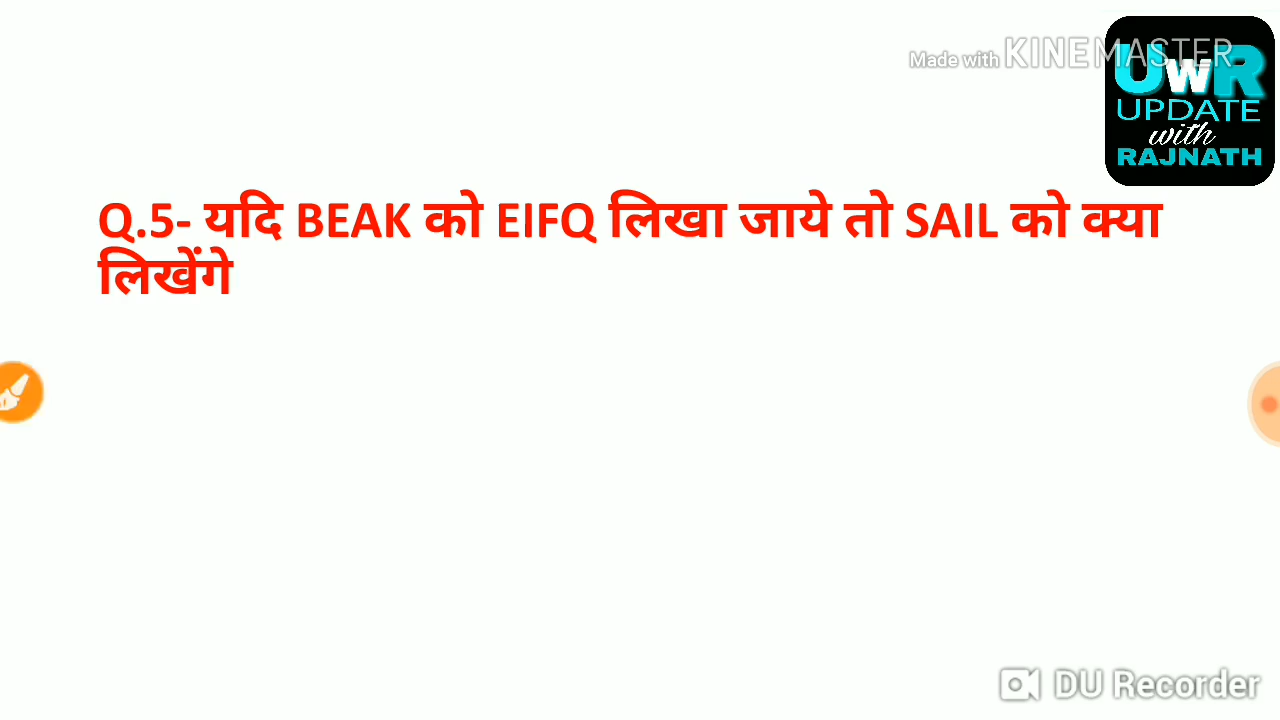 Made with KINEMASTER
UwR
UPDATE
with
RAJNATH
Q.5- यदि BEAK को EIFQ लिखा जाये तो SAIL को क्या
लिखेंगे
DU Recorder